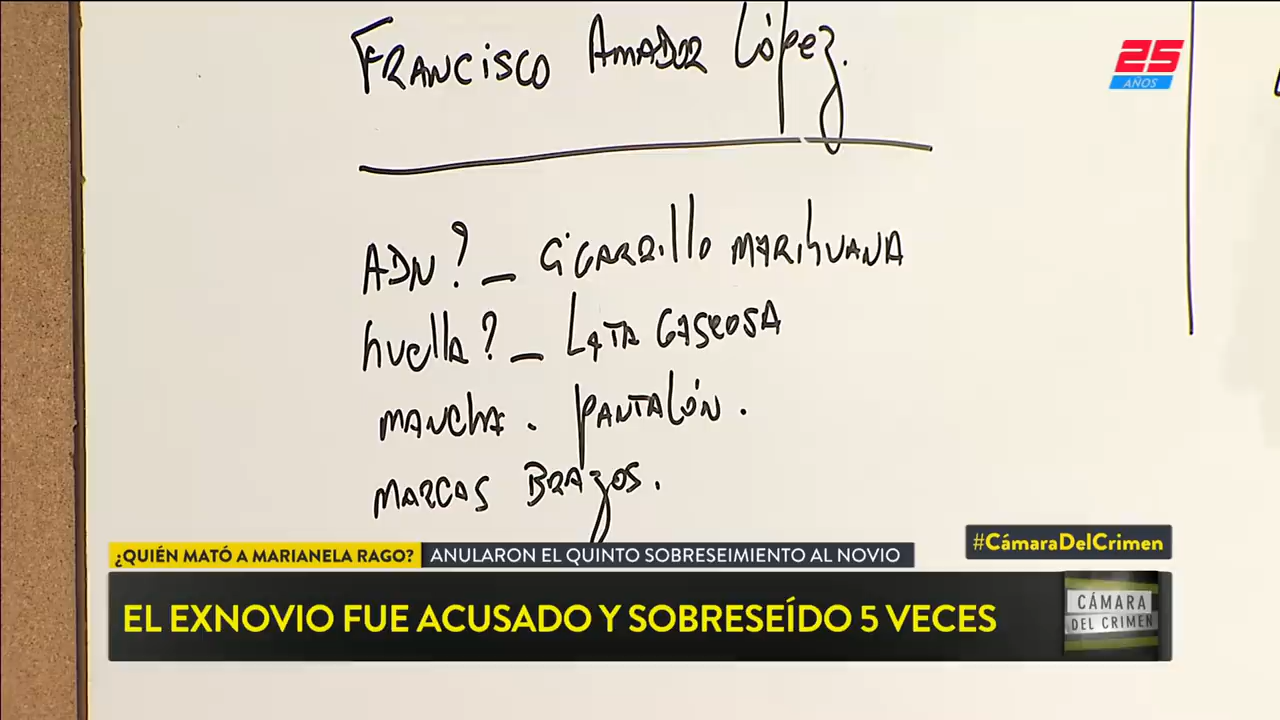 FRANCISCO AMADOR López.
25
AÑOS
ADN? - CiGARRillo MARihUANA
huella? - LATA GASEOSA
MANCHA. PANTALÓN.
MARCAS BRAZOS.
#CámaraDelCrimen
¿QUIÉN MATÓ A MARIANELA RAGO? ANULARON EL QUINTO SOBRESEIMIENTO AL NOVIO
EL EXNOVIO FUE ACUSADO Y SOBRESEÍDO 5 VECES
CÁMARA
DEL CRIMEN